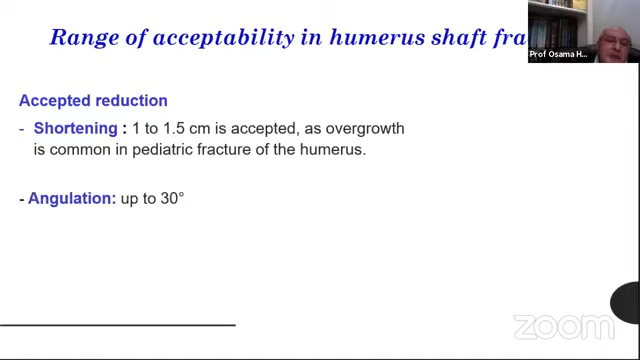 Range of acceptability in humerus shaft fra
Prof Osama H...
Accepted reduction
- Shortening : 1 to 1.5 cm is accepted, as overgrowth
is common in pediatric fracture of the humerus.
- Angulation: up to 30°
zoom